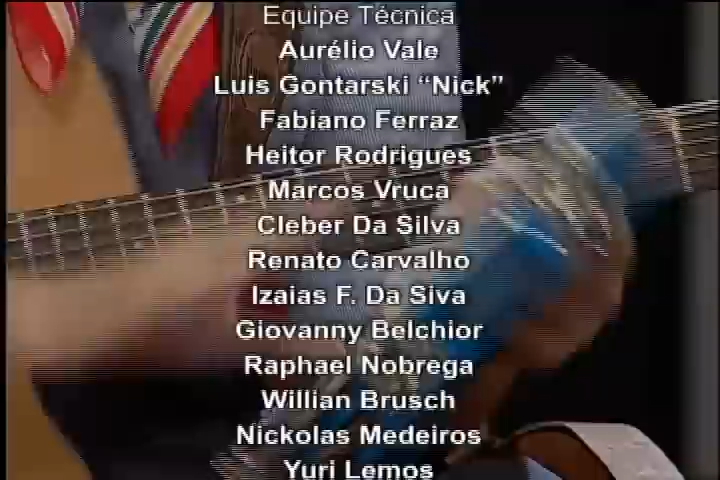 Equipe Técnica
Aurélio Vale
Luis Gontarski “Nick”
Fabiano Ferraz
Heitor Rodrigues
Marcos Vruca
Cleber Da Silva
Renato Carvalho
Izaias F. Da Siva
Giovanny Belchior
Raphael Nobrega
Willian Brusch
Nickolas Medeiros
Yuri Lemos